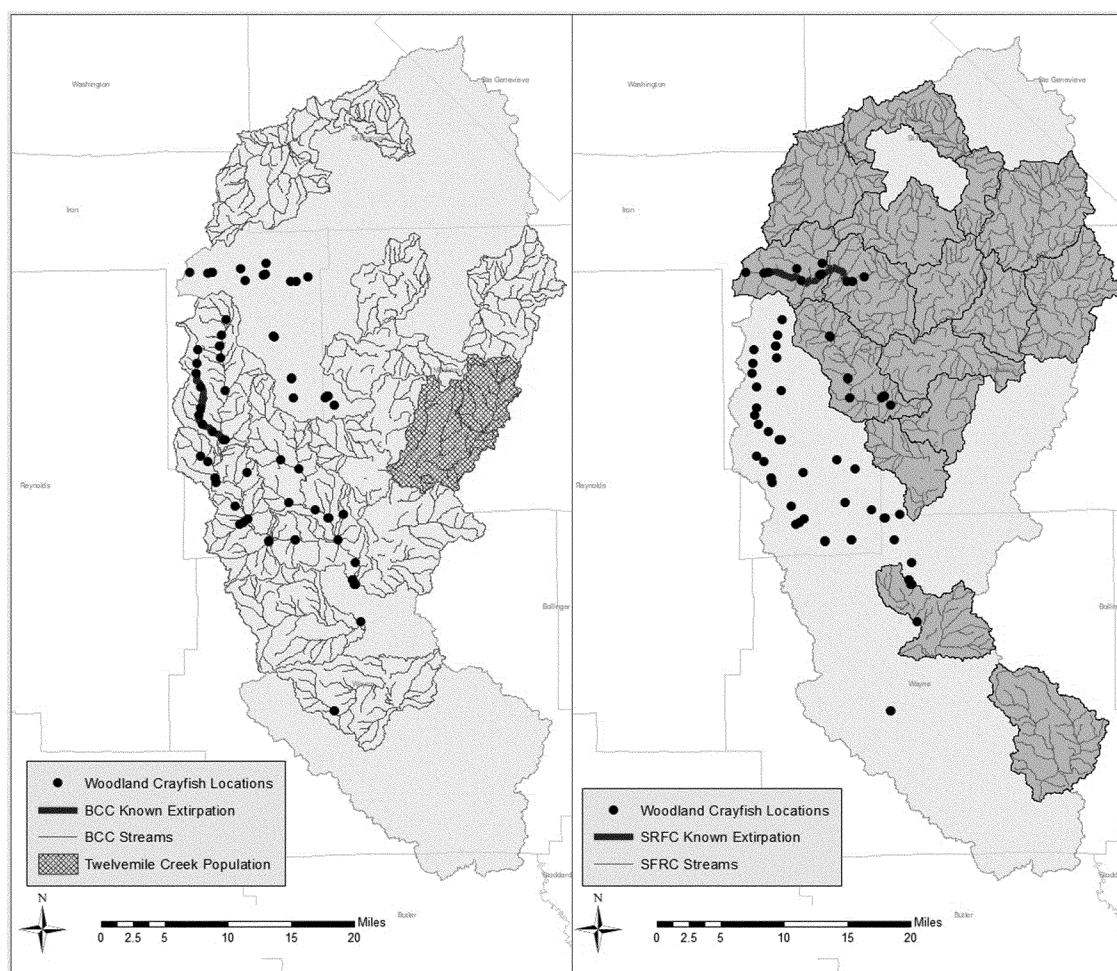 Washington
Ste Genevieve
Iron
Reynolds
Bollinger
Wayne
Woodland Crayfish Locations
BCC Known Extirpation
BCC Streams
Twelvemile Creek Population
Stoddard
N
Butler
Miles
0 2.5 5 10 15 20
Washington
Ste Genevieve
Iron
Reynolds
Wayne
Woodland Crayfish Locations
SRFC Known Extirpation
SFRC Streams
N
Butler
Miles
0 2.5 5 10 15 20